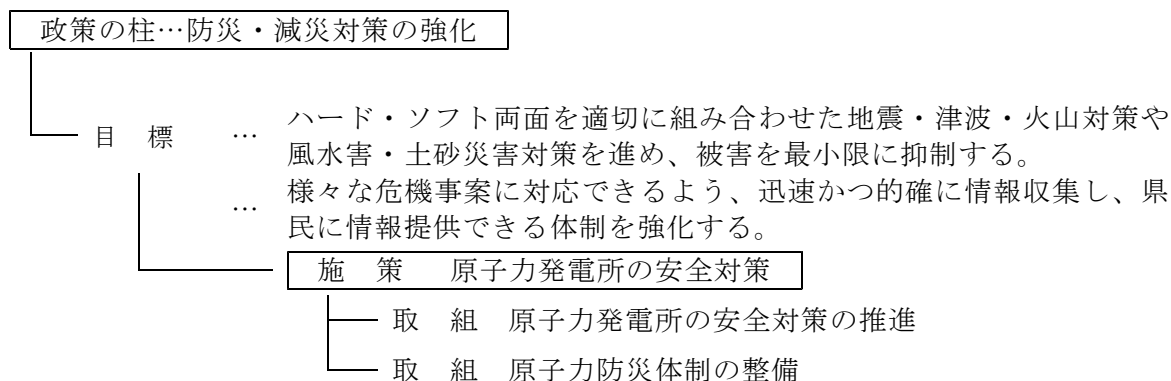 政策の柱…防災・減災対策の強化
目 標 … ハード・ソフト両面を適切に組み合わせた地震・津波・火山対策や
風水害・土砂災害対策を進め、被害を最小限に抑制する。
… 様々な危機事案に対応できるよう、迅速かつ的確に情報収集し、県
民に情報提供できる体制を強化する。
施 策 原子力発電所の安全対策
取 組 原子力発電所の安全対策の推進
取 組 原子力防災体制の整備